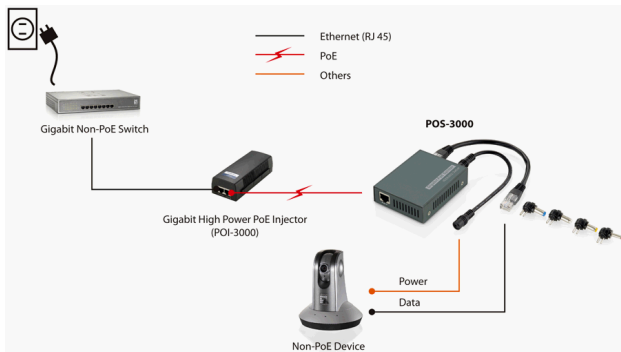 Ethernet (RJ 45)
PoE
Others
Gigabit Non-PoE Switch
POS-3000
Gigabit High Power PoE Injector
(POI-3000)
Power
Data
Non-PoE Device